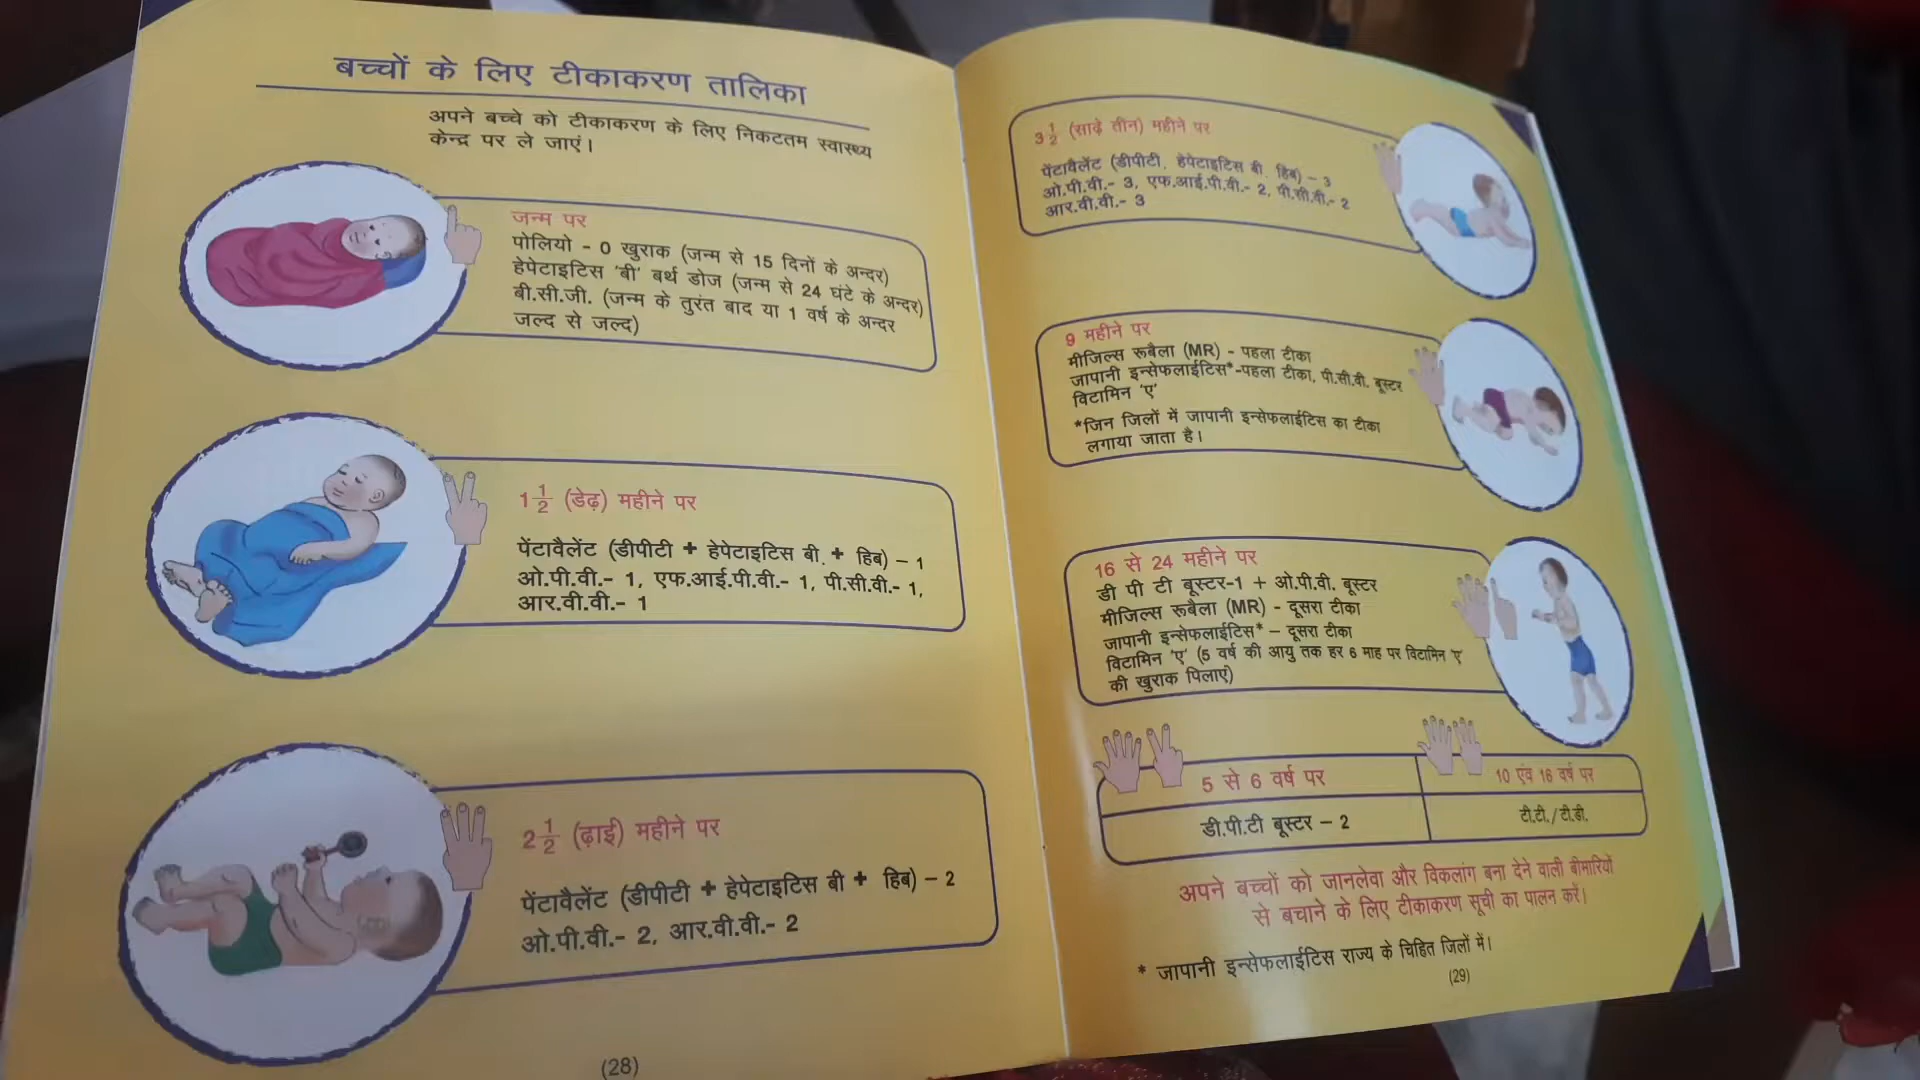 बच्चों के लिए टीकाकरण तालिका
अपने बच्चे को टीकाकरण के लिए निकटतम स्वास्थ्य
केन्द्र पर ले जाएं।
जन्म पर
पोलियो - 0 खुराक (जन्म से 15 दिनों के अन्दर)
हेपेटाइटिस 'बी' बर्थ डोज (जन्म से 24 घंटे के अन्दर)
बी.सी.जी. (जन्म के तुरंत बाद या 1 वर्ष के अन्दर
जल्द से जल्द)
1 1/2 (डेढ़) महीने पर
पेंटावैलेंट (डीपीटी + हेपेटाइटिस बी. + हिब) – 1
ओ.पी.वी.- 1, एफ.आई.पी.वी.- 1, पी.सी.वी.- 1,
आर.वी.वी.- 1
2 1/2 (ढ़ाई) महीने पर
पेंटावैलेंट (डीपीटी + हेपेटाइटिस बी + हिब) – 2
ओ.पी.वी.- 2, आर.वी.वी.- 2
(28)
3 1/2 (साढ़े तीन) महीने पर
पेंटावैलेंट (डीपीटी. हेपेटाइटिस बी. हिब) – 3
ओ.पी.वी.- 3, एफ.आई.पी.वी.- 2, पी.सी.वी.- 2
आर.वी.वी.- 3
9 महीने पर
मीजिल्स रूबैला (MR) - पहला टीका
जापानी इन्सेफलाईटिस*-पहला टीका, पी.सी.वी. बूस्टर
विटामिन 'ए'
*जिन जिलों में जापानी इन्सेफलाईटिस का टीका
लगाया जाता है।
16 से 24 महीने पर
डी पी टी बूस्टर-1 + ओ.पी.वी. बूस्टर
मीजिल्स रूबैला (MR) - दूसरा टीका
जापानी इन्सेफलाईटिस* – दूसरा टीका
विटामिन 'ए' (5 वर्ष की आयु तक हर 6 माह पर विटामिन 'ए'
की खुराक पिलाएं)
5 से 6 वर्ष पर
10 एंव 16 वर्ष पर
डी.पी.टी बूस्टर – 2
टी.टी./टी.डी.
अपने बच्चों को जानलेवा और विकलांग बना देने वाली बीमारियों
से बचाने के लिए टीकाकरण सूची का पालन करें।
* जापानी इन्सेफलाईटिस राज्य के चिहित जिलों में।
(29)